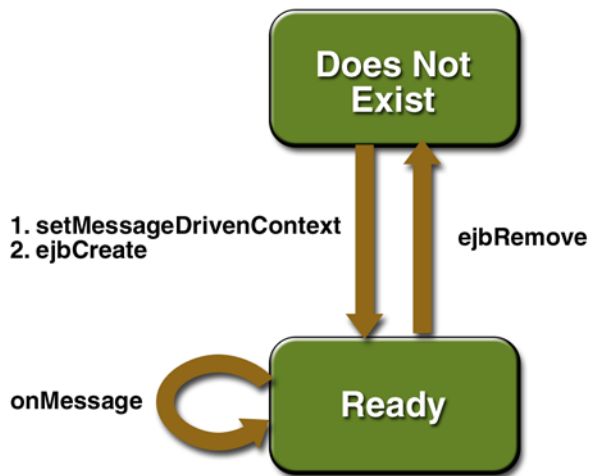 Does Not
Exist
1. setMessageDrivenContext
2. ejbCreate
ejbRemove
onMessage
Ready